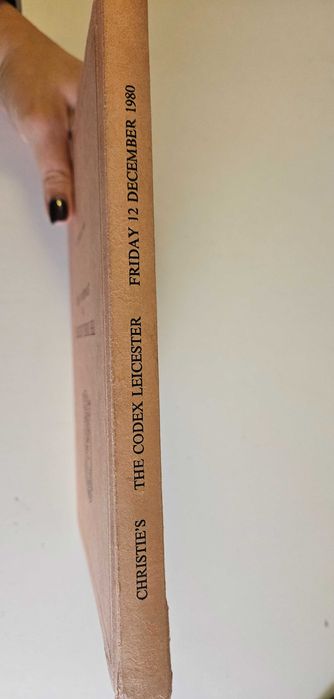 CHRISTIE'S THE CODEX LEICESTER FRIDAY 12 DECEMBER 1980